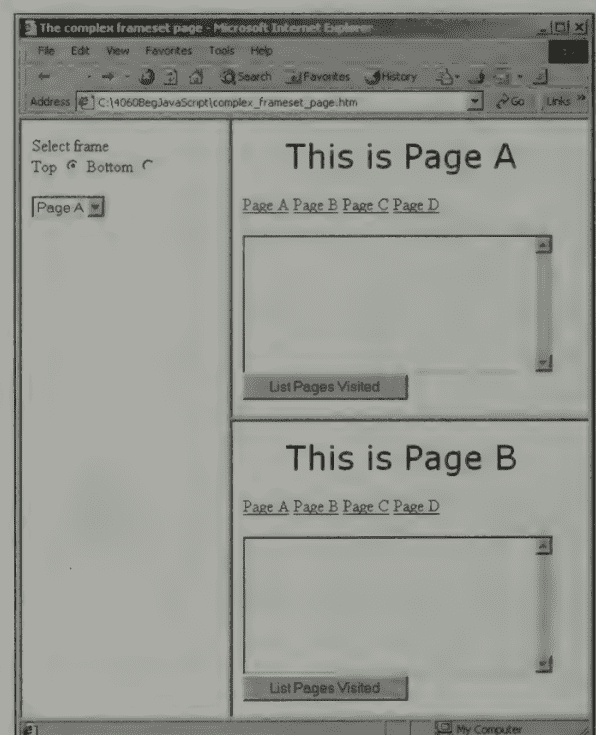 The complex frameset page - Microsoft Internet Explorer
File Edit View Favorites Tools Help
Search Favorites History
Address C:\4060BegJavaScript\complex_frameset_page.htm Go Links »
Select frame
Top Bottom
Page A
This is Page A
Page A Page B Page C Page D
List Pages Visited
This is Page B
Page A Page B Page C Page D
List Pages Visited
My Computer